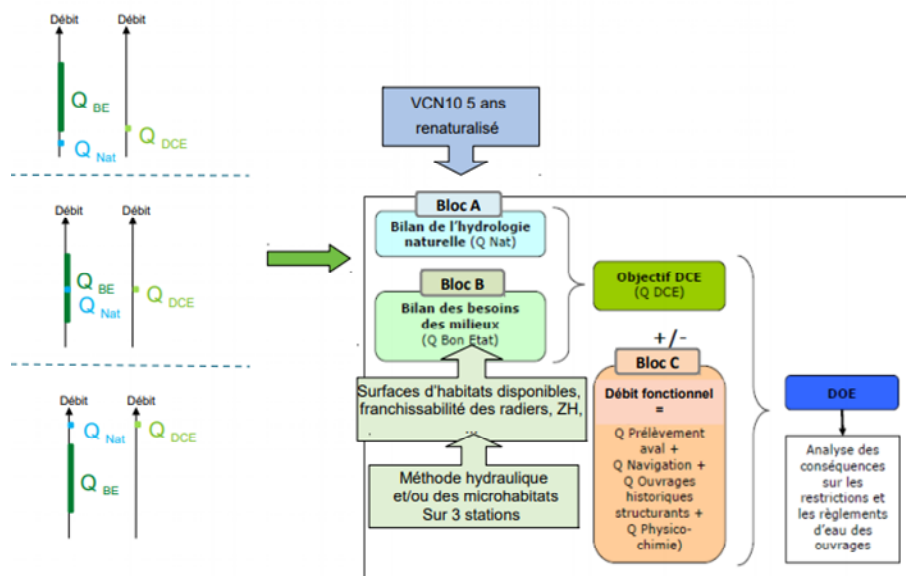 Débit
Débit
Q BE
Q Nat
Q DCE
Débit
Débit
Q BE
Q Nat
Q DCE
Débit
Débit
Q Nat
Q DCE
Q BE
VCN10 5 ans
renaturalisé
Bloc A
Bilan de l'hydrologie
naturelle (Q Nat)
Bloc B
Bilan des besoins
des milieux
(Q Bon Etat)
Surfaces d'habitats disponibles,
franchissabilité des radiers, ZH,
...
Méthode hydraulique
et/ou des microhabitats
Sur 3 stations
Objectif DCE
(Q DCE)
+/-
Bloc C
Débit fonctionnel
=
Q Prélèvement
aval +
Q Navigation +
Q Ouvrages
historiques
structurants +
Q Physico-
chimie)
DOE
Analyse des
conséquences
sur les
restrictions et
les règlements
d'eau des
ouvrages